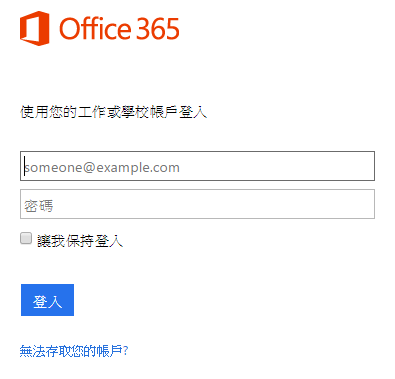 Office 365
使用您的工作或學校帳戶登入
someone@example.com
密碼
讓我保持登入
登入
無法存取您的帳戶?